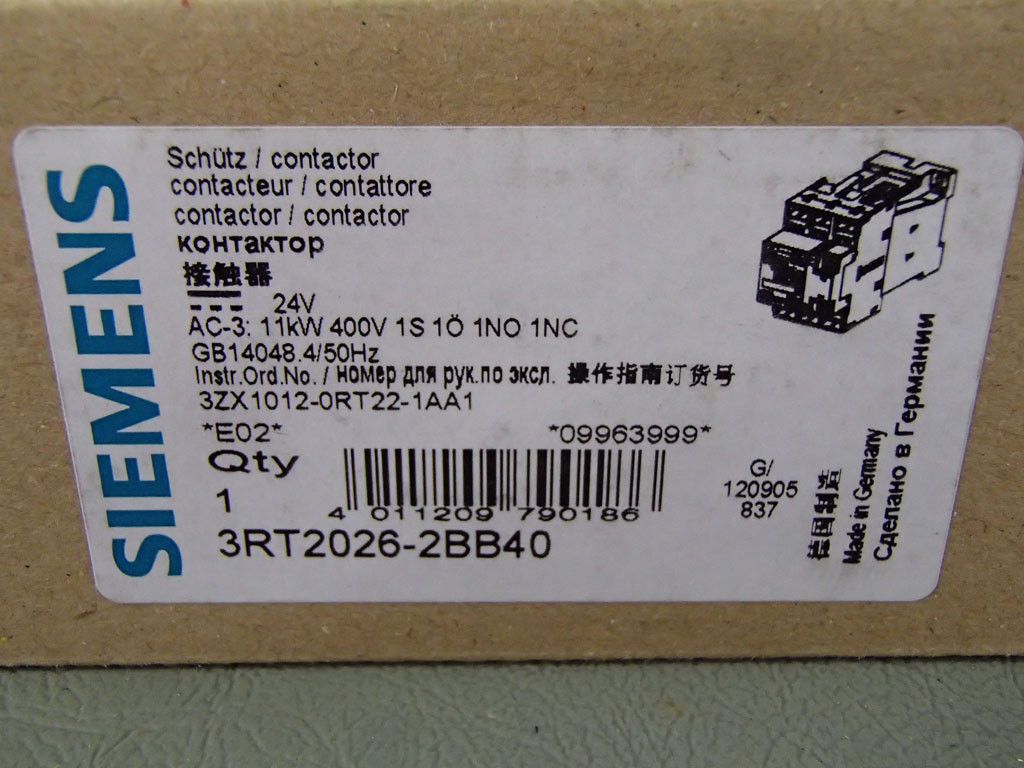 SIEMENS
Schütz / contactor
contacteur / contattore
contactor / contactor
контактор
接触器
24V
AC-3: 11kW 400V 1S 1Ö 1NO 1NC
GB14048.4/50Hz
Instr.Ord.No. / номер для рук.по эксл. 操作指南订货号
3ZX1012-0RT22-1AA1
*E02* *09963999*
Qty
1
4 011209 790186
3RT2026-2BB40
G/
120905
837
德国制造
Made in Germany
Сделано в Германии